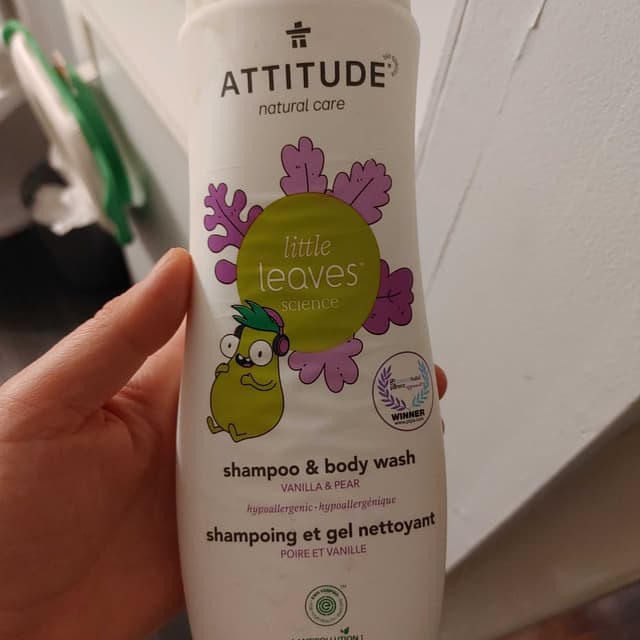 ATTITUDE
natural care
little
leaves™
science
WINNER
shampoo & body wash
VANILLA & PEAR
hypoallergenic - hypoallergénique
shampoing et gel nettoyant
POIRE ET VANILLE